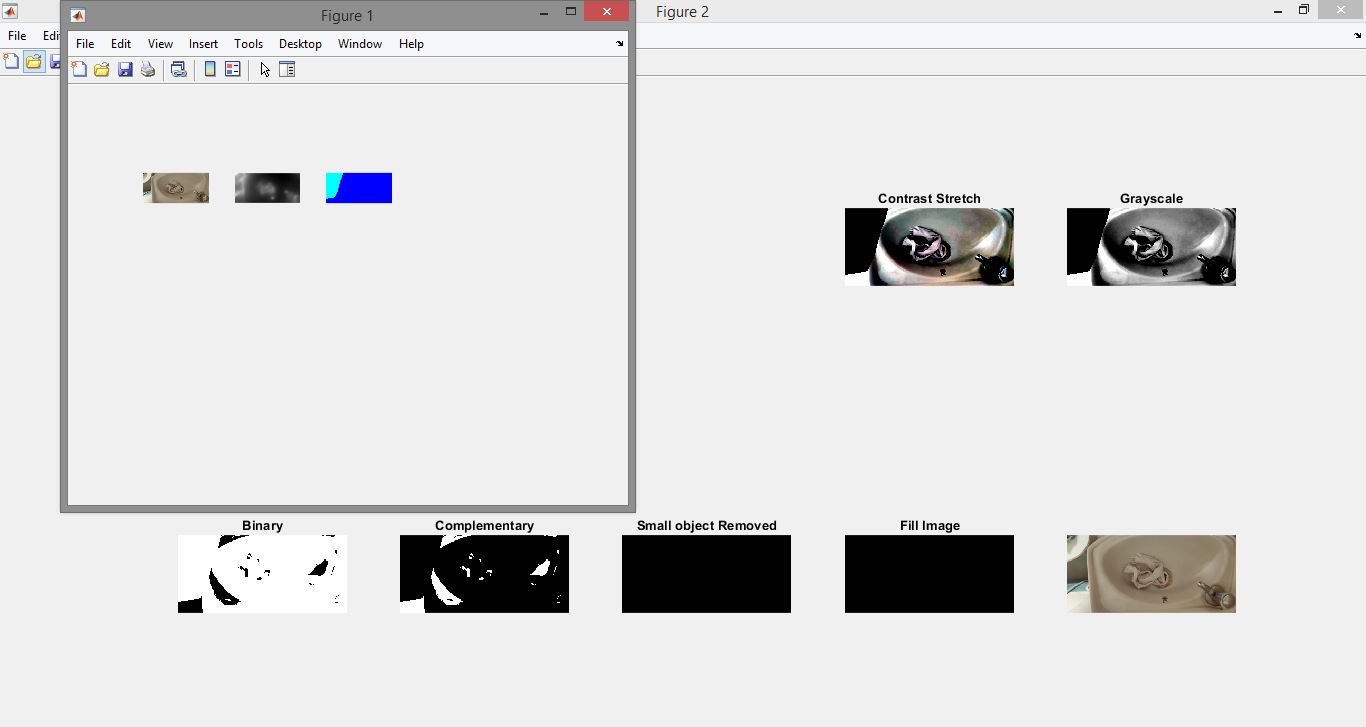 Figure 1
Figure 2
File Edit View Insert Tools Desktop Window Help
File Edi
Contrast Stretch
Grayscale
Binary
Complementary
Small object Removed
Fill Image